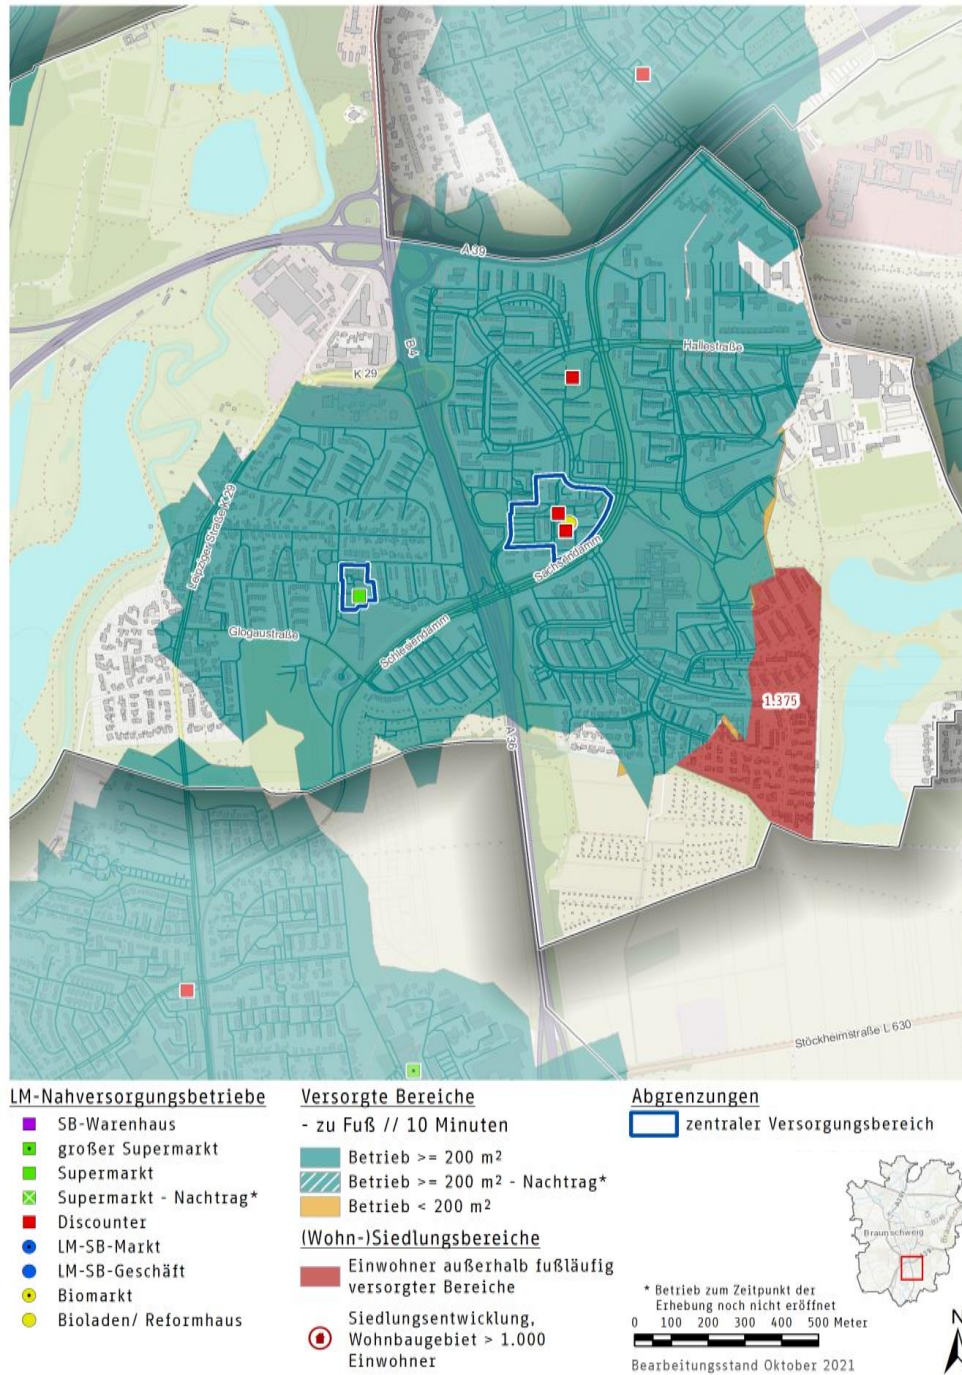 A 39
B 4
Hallestraße
K 29
Leipziger Straße K 29
Sachsendamm
Glogaustraße
Schlesiendamm
1.375
A 36
Stöckheimstraße L 630
LM-Nahversorgungsbetriebe
SB-Warenhaus
großer Supermarkt
Supermarkt
Supermarkt - Nachtrag*
Discounter
LM-SB-Markt
LM-SB-Geschäft
Biomarkt
Bioladen/ Reformhaus
Versorgte Bereiche
- zu Fuß // 10 Minuten
Betrieb >= 200 m²
Betrieb >= 200 m² - Nachtrag*
Betrieb < 200 m²
(Wohn-)Siedlungsbereiche
Einwohner außerhalb fußläufig
versorgter Bereiche
Siedlungsentwicklung,
Wohnbaugebiet > 1.000
Einwohner
Abgrenzungen
zentraler Versorgungsbereich
Braunschweig
* Betrieb zum Zeitpunkt der
Erhebung noch nicht eröffnet
0 100 200 300 400 500 Meter
N
Bearbeitungsstand Oktober 2021